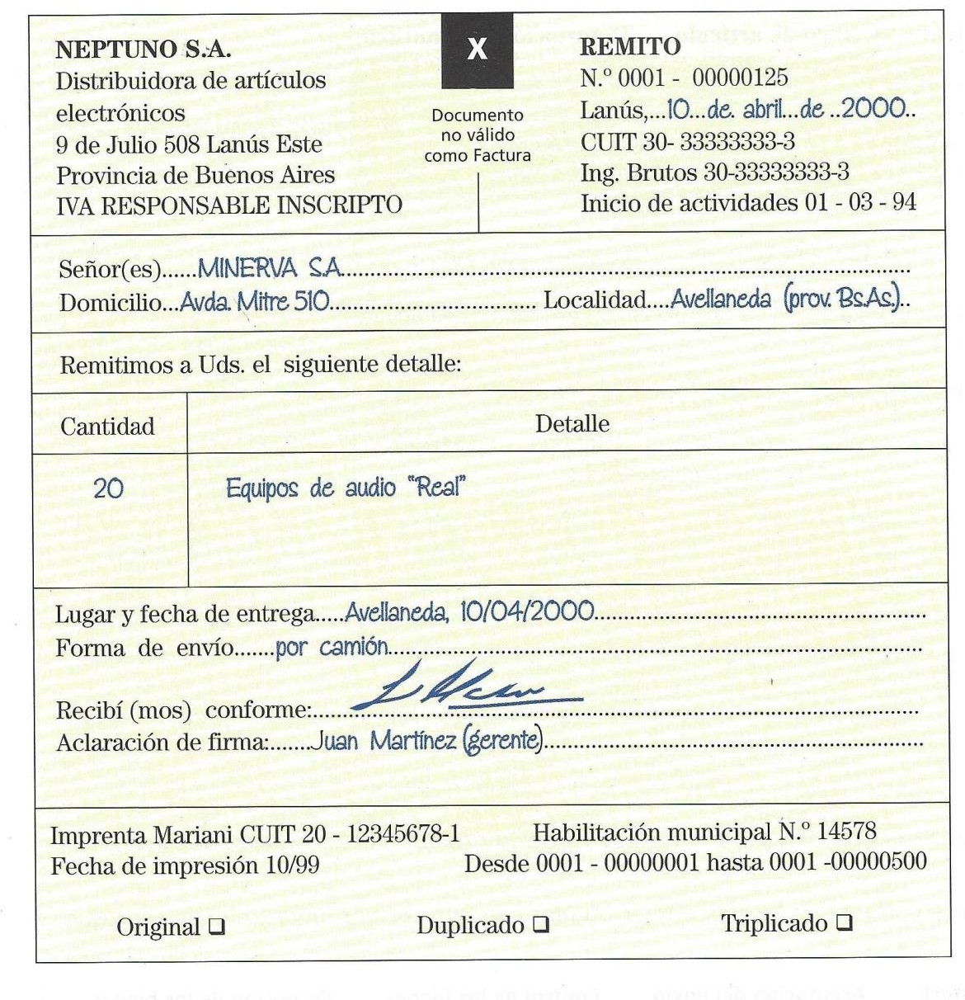 NEPTUNO S.A.
Distribuidora de artículos
electrónicos
9 de Julio 508 Lanús Este
Provincia de Buenos Aires
IVA RESPONSABLE INSCRIPTO
X
Documento
no válido
como Factura
REMITO
N.º 0001 - 00000125
Lanús,...10...de. abril...de ..2000..
CUIT 30- 33333333-3
Ing. Brutos 30-33333333-3
Inicio de actividades 01 - 03 - 94
Señor(es)......MINERVA S.A.......
Domicilio...Avda. Mitre 510....... Localidad....Avellaneda (prov. Bs.As.)..
Remitimos a Uds. el siguiente detalle:
Cantidad Detalle
20 Equipos de audio "Real"
Lugar y fecha de entrega.....Avellaneda, 10/04/2000.......
Forma de envío.......por camión.......
Recibí (mos) conforme:.......
Aclaración de firma:.......Juan Martínez (gerente).......
Imprenta Mariani CUIT 20 - 12345678-1 Habilitación municipal N.º 14578
Fecha de impresión 10/99 Desde 0001 - 00000001 hasta 0001 -00000500
Original ❑ Duplicado ❑ Triplicado ❑